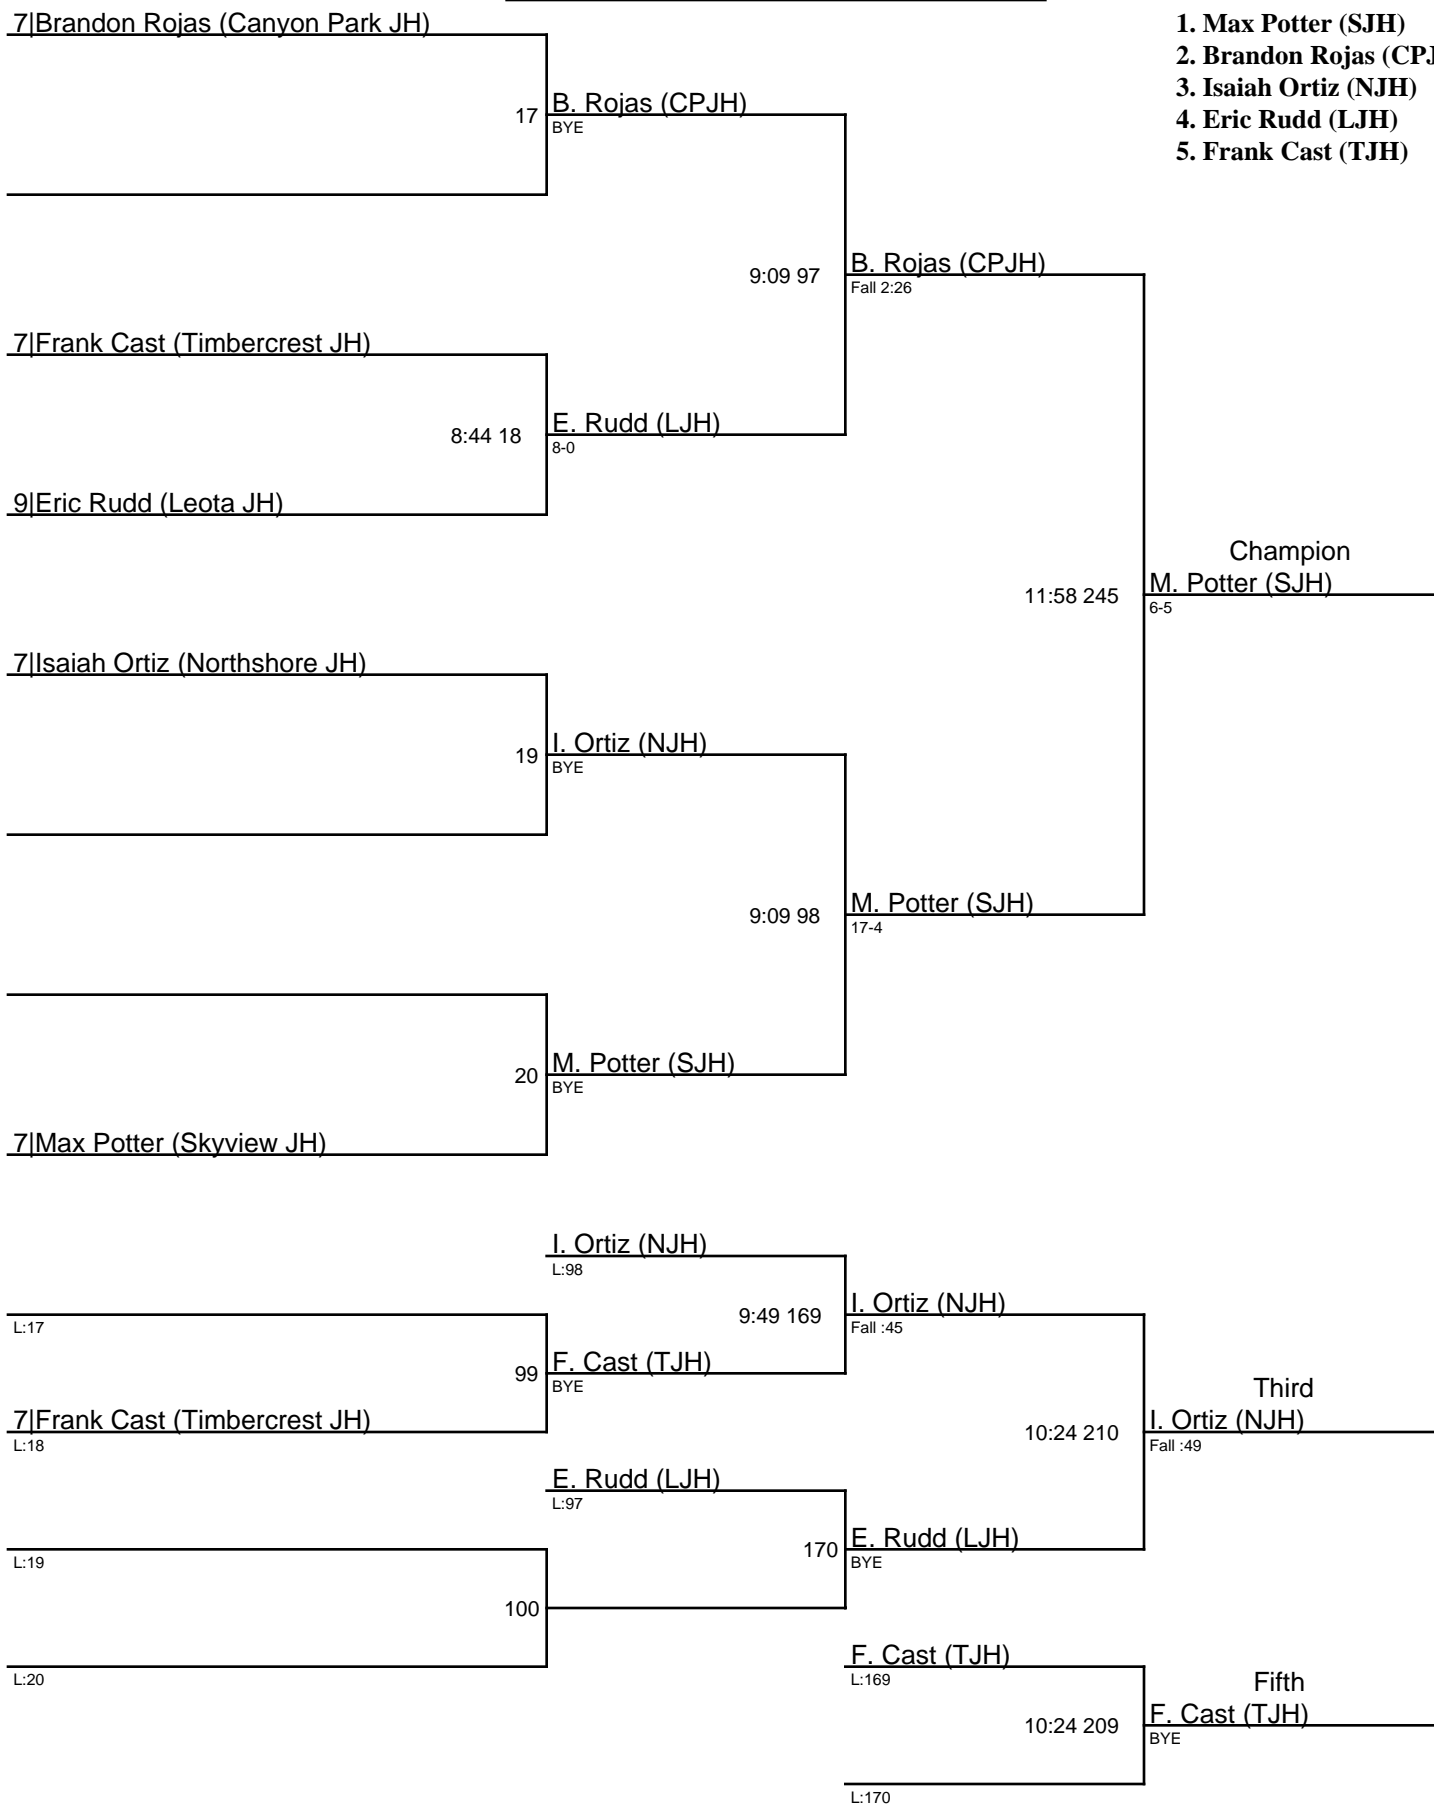 7|Brandon Rojas (Canyon Park JH)
1. Max Potter (SJH)
2. Brandon Rojas (CPJ
3. Isaiah Ortiz (NJH)
4. Eric Rudd (LJH)
5. Frank Cast (TJH)
17
B. Rojas (CPJH)
BYE
9:09 97
B. Rojas (CPJH)
Fall 2:26
7|Frank Cast (Timbercrest JH)
8:44 18
E. Rudd (LJH)
8-0
9|Eric Rudd (Leota JH)
Champion
11:58 245
M. Potter (SJH)
6-5
7|Isaiah Ortiz (Northshore JH)
19
I. Ortiz (NJH)
BYE
9:09 98
M. Potter (SJH)
17-4
20
M. Potter (SJH)
BYE
7|Max Potter (Skyview JH)
I. Ortiz (NJH)
L:98
9:49 169
I. Ortiz (NJH)
Fall :45
L:17
99
F. Cast (TJH)
BYE
7|Frank Cast (Timbercrest JH)
L:18
Third
10:24 210
I. Ortiz (NJH)
Fall :49
E. Rudd (LJH)
L:97
170
E. Rudd (LJH)
BYE
L:19
100
L:20
F. Cast (TJH)
L:169
Fifth
10:24 209
F. Cast (TJH)
BYE
L:170